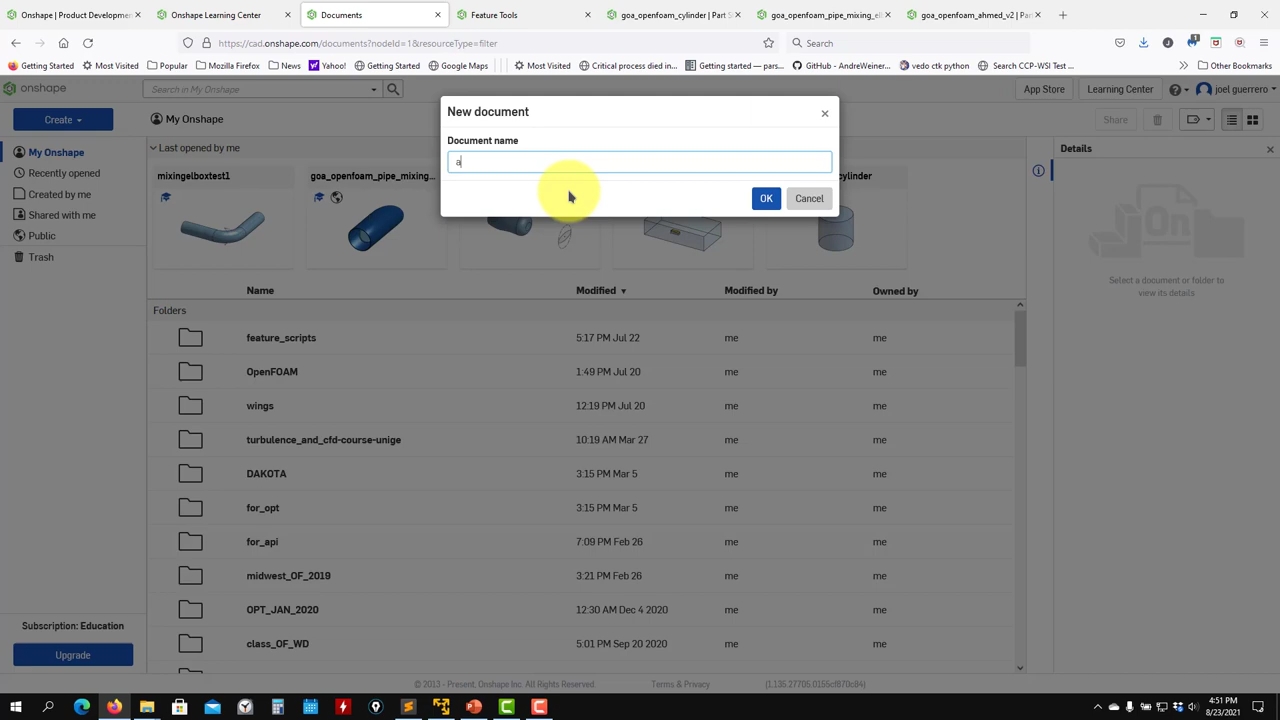 Onshape | Product Development
Onshape Learning Center
Documents
Feature Tools
goa_openfoam_cylinder | Part S
goa_openfoam_pipe_mixing_ell
goa_openfoam_ahmed_v2 | Part
https://cad.onshape.com/documents?nodeId=1&resourceType=filter
Search
Getting Started
Most Visited
Popular
Mozilla Firefox
News
Yahoo!
Getting Started
Google Maps
Most Visited
Critical process died in...
Getting started — pars...
GitHub - AndreWeiner...
vedo ctk python
Search CCP-WSI Test ...
Other Bookmarks
onshape
Search in My Onshape
App Store
Learning Center
joel guerrero
Create
My Onshape
Share
New document
Document name
a
OK
Cancel
My Onshape
Recently opened
Created by me
Shared with me
Public
Trash
Last opened by me
mixingelboxtest1
goa_openfoam_pipe_mixing...
cylinder
Details
Select a document or folder to
view its details
Name
Modified
Modified by
Owned by
Folders
feature_scripts
5:17 PM Jul 22
me
me
OpenFOAM
1:49 PM Jul 20
me
me
wings
12:19 PM Jul 20
me
me
turbulence_and_cfd-course-unige
10:19 AM Mar 27
me
me
DAKOTA
3:15 PM Mar 5
me
me
for_opt
3:15 PM Mar 5
me
me
for_api
7:09 PM Feb 26
me
me
midwest_OF_2019
3:21 PM Feb 26
me
me
OPT_JAN_2020
12:30 AM Dec 4 2020
me
me
class_OF_WD
5:01 PM Sep 20 2020
me
me
Subscription: Education
Upgrade
© 2013 - Present, Onshape Inc. All Rights Reserved.
Terms & Privacy
(1.135.27705.0155cf870c84)
4:51 PM
8/23/2021